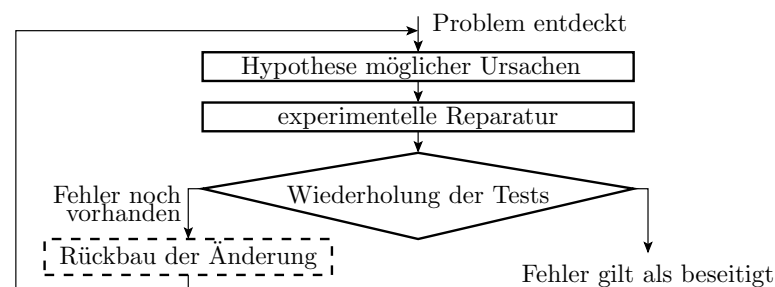 Problem entdeckt
Hypothese möglicher Ursachen
experimentelle Reparatur
Wiederholung der Tests
Fehler noch
vorhanden
Rückbau der Änderung
Fehler gilt als beseitigt